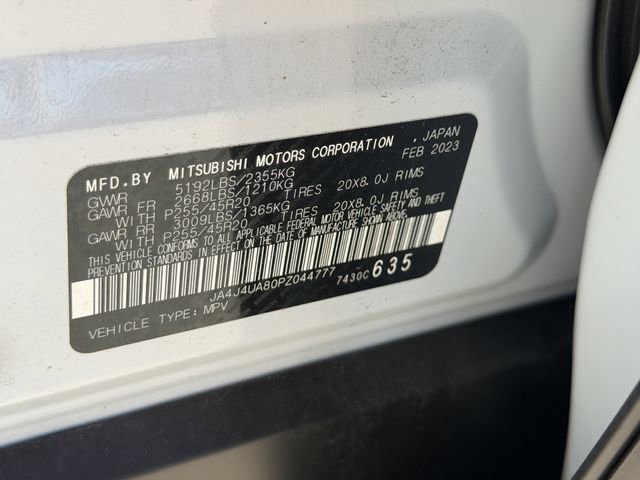 MFD.BY MITSUBISHI MOTORS CORPORATION , JAPAN
GVWR 5192LBS/2355KG FEB 2023
GAWR FR 2668LBS/1210KG
WITH P255/45R20 TIRES 20X8.0J RIMS
GAWR RR 3009LBS/1365KG
WITH P255/45R20 TIRES 20X8.0J RIMS
THIS VEHICLE CONFORMS TO ALL APPLICABLE FEDERAL MOTOR VEHICLE SAFETY AND THEFT
PREVENTION STANDARDS IN EFFECT ON THE DATE OF MANUFACTURE SHOWN ABOVE.
JA4J4UA80PZ044777 7430C 635
VEHICLE TYPE: MPV